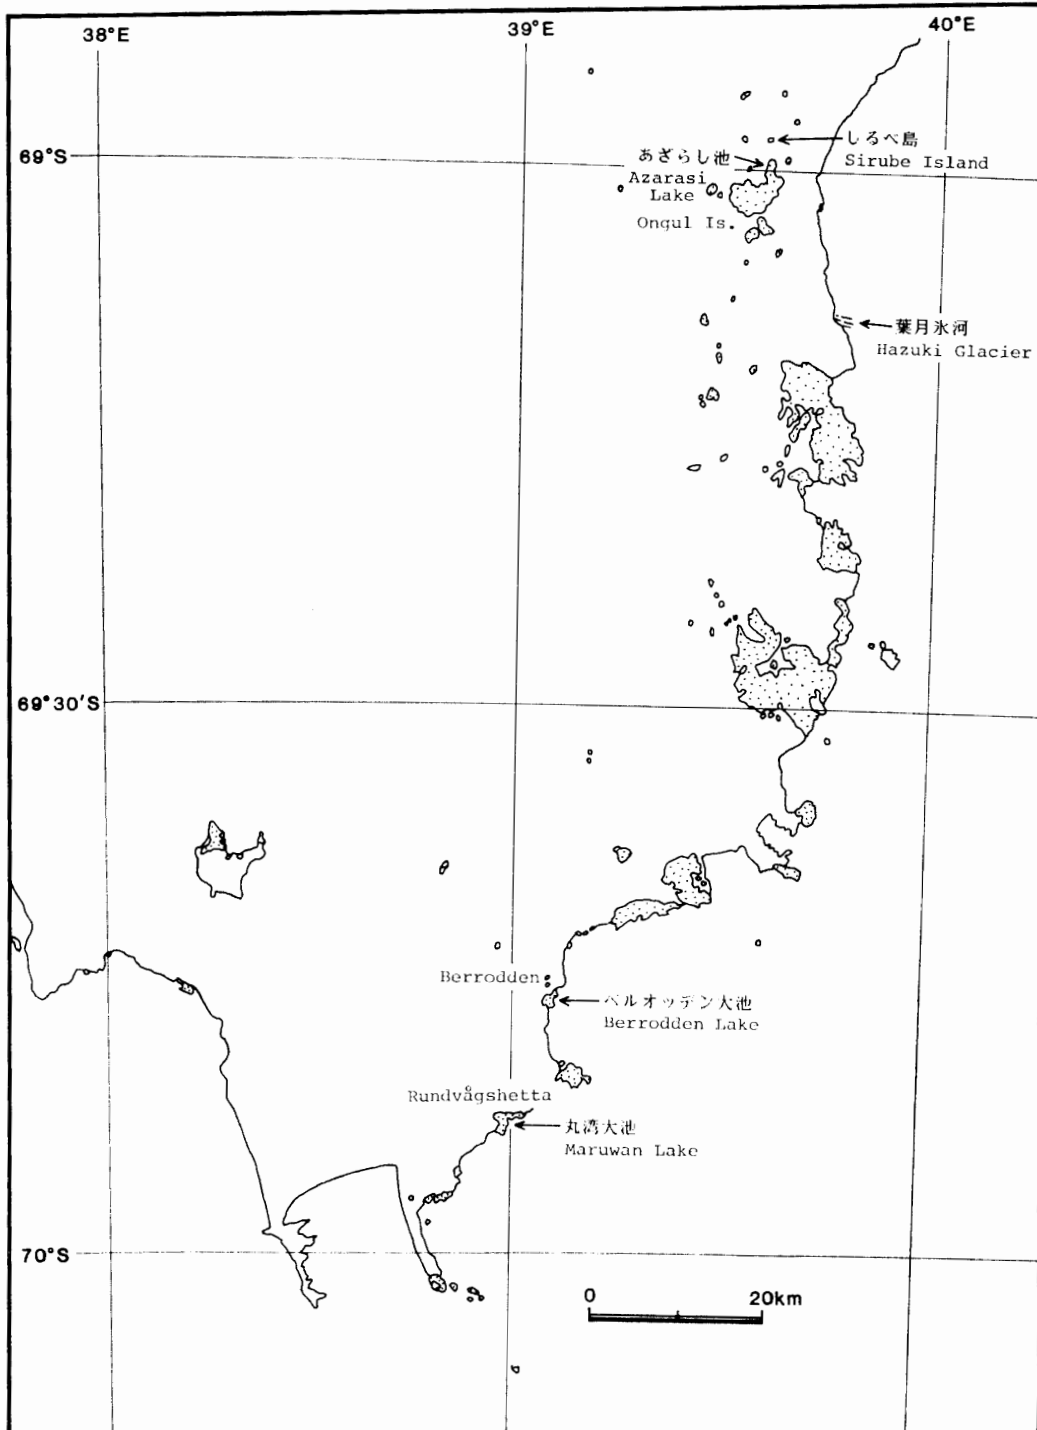 38°E
39°E
40°E
69°S
しるべ島
Sirube Island
あざらし池
Azarasi
Lake
Ongul Is.
葉月氷河
Hazuki Glacier
69°30'S
Berrodden
ベルオッデン大池
Berrodden Lake
Rundvågshetta
丸湾大池
Maruwan Lake
70°S
0
20km